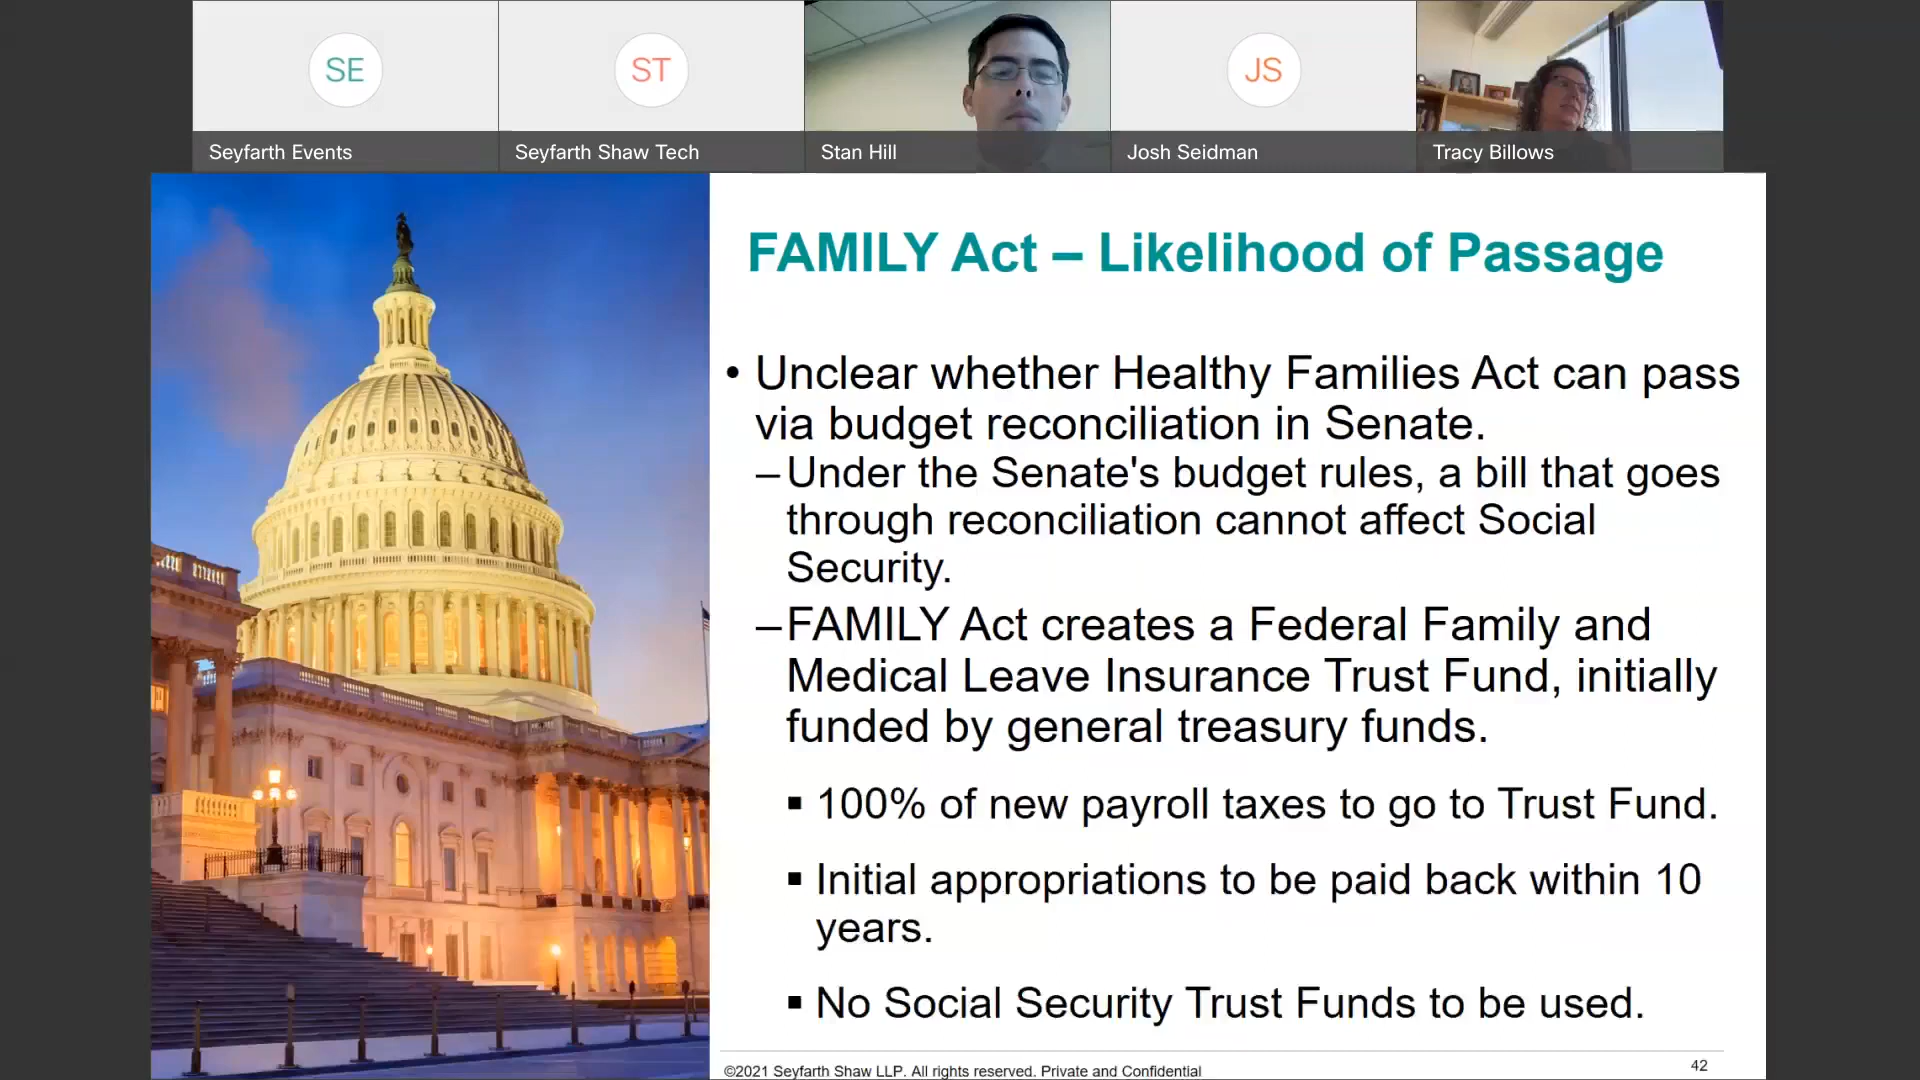 SE
ST
JS
Seyfarth Events
Seyfarth Shaw Tech
Stan Hill
Josh Seidman
Tracy Billows
FAMILY Act – Likelihood of Passage
• Unclear whether Healthy Families Act can pass
via budget reconciliation in Senate.
–Under the Senate's budget rules, a bill that goes
through reconciliation cannot affect Social
Security.
–FAMILY Act creates a Federal Family and
Medical Leave Insurance Trust Fund, initially
funded by general treasury funds.
▪ 100% of new payroll taxes to go to Trust Fund.
▪ Initial appropriations to be paid back within 10
years.
▪ No Social Security Trust Funds to be used.
©2021 Seyfarth Shaw LLP. All rights reserved. Private and Confidential
42